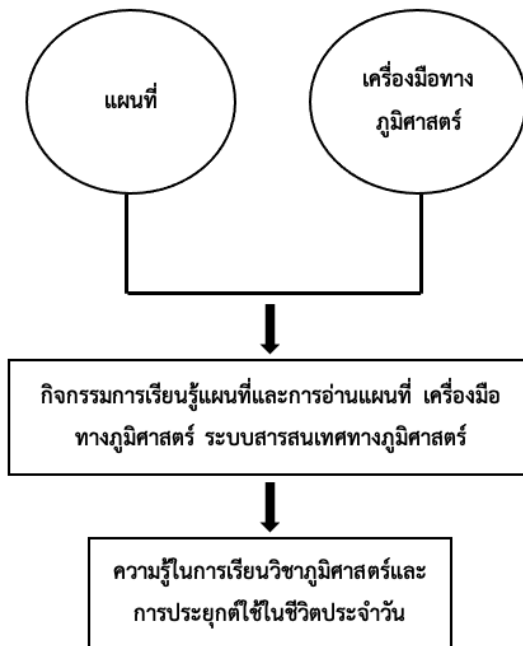 แผนที่
เครื่องมือทาง
ภูมิศาสตร์
กิจกรรมการเรียนรู้แผนที่และการอ่านแผนที่ เครื่องมือ
ทางภูมิศาสตร์ ระบบสารสนเทศทางภูมิศาสตร์
ความรู้ในการเรียนวิชาภูมิศาสตร์และ
การประยุกต์ใช้ในชีวิตประจำวัน